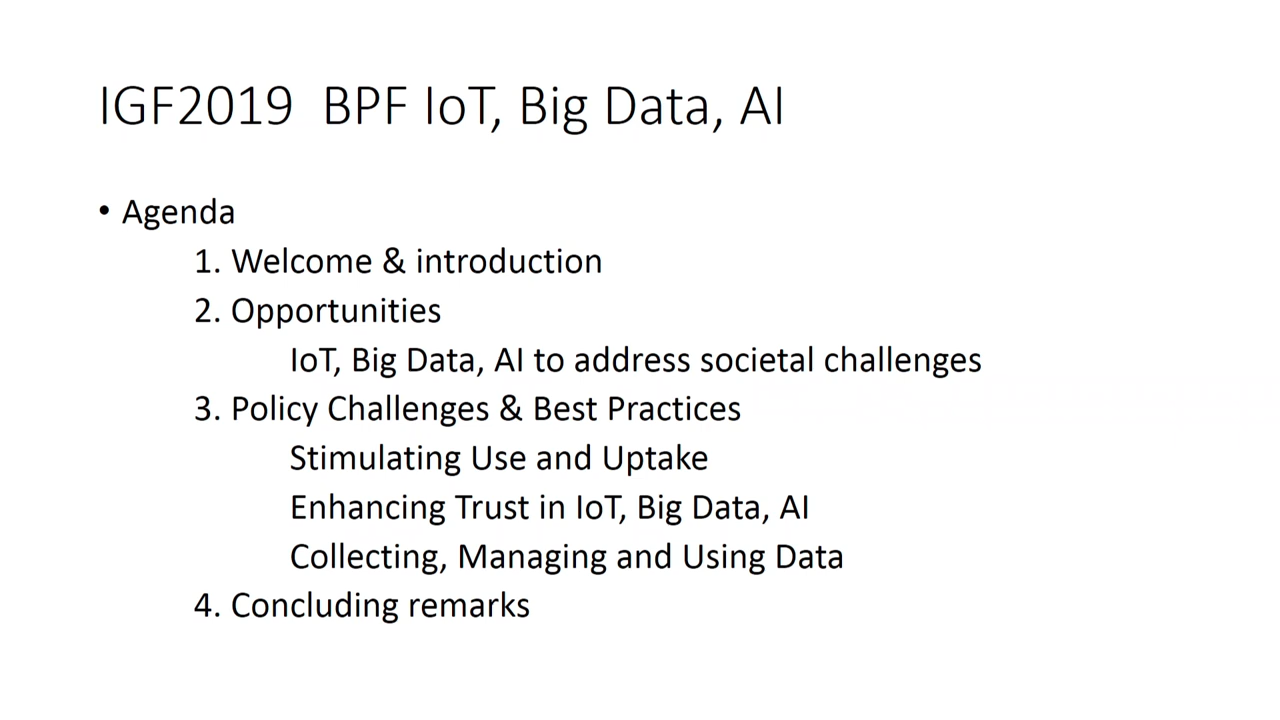 IGF2019 BPF IoT, Big Data, AI
• Agenda
1. Welcome & introduction
2. Opportunities
IoT, Big Data, AI to address societal challenges
3. Policy Challenges & Best Practices
Stimulating Use and Uptake
Enhancing Trust in IoT, Big Data, AI
Collecting, Managing and Using Data
4. Concluding remarks